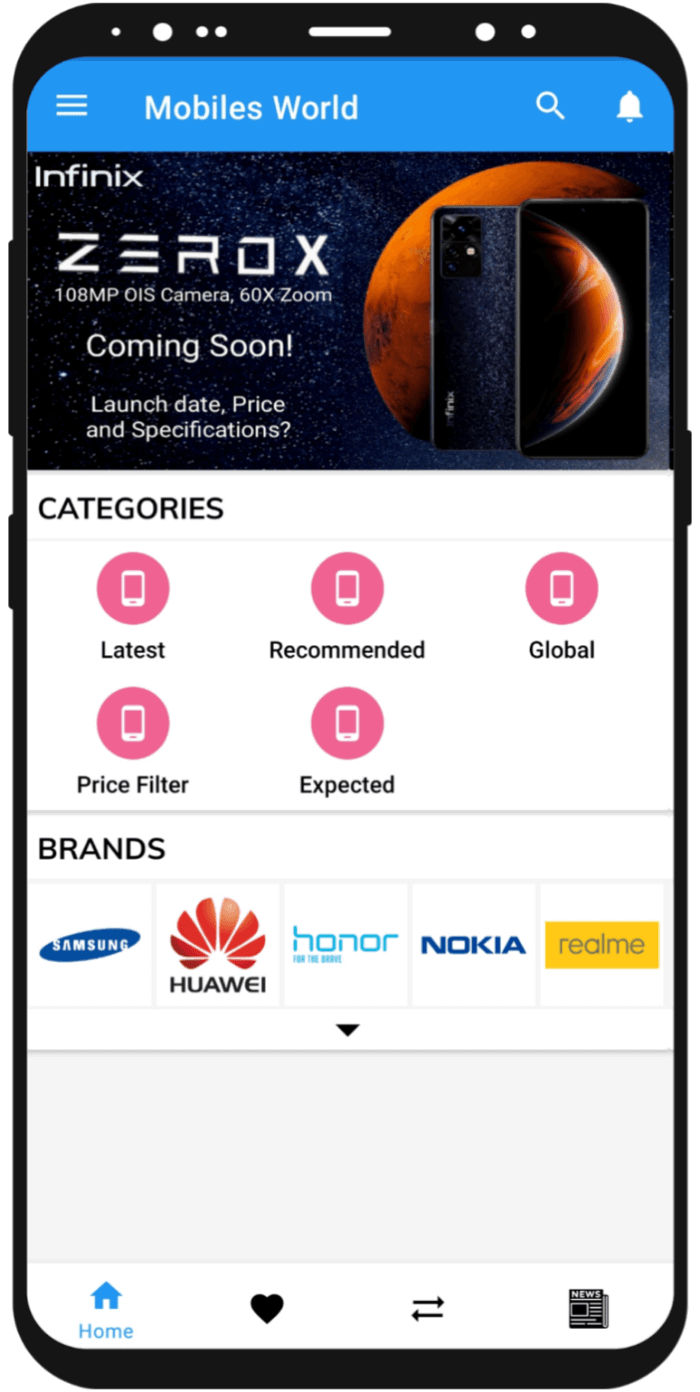 Mobiles World
Infinix
ZEROX
108MP OIS Camera, 60X Zoom
Coming Soon!
Launch date, Price
and Specifications?
Infinix
CATEGORIES
Latest
Recommended
Global
Price Filter
Expected
BRANDS
SAMSUNG
HUAWEI
honor
FOR THE BRAVE
NOKIA
realme
NEWS
Home